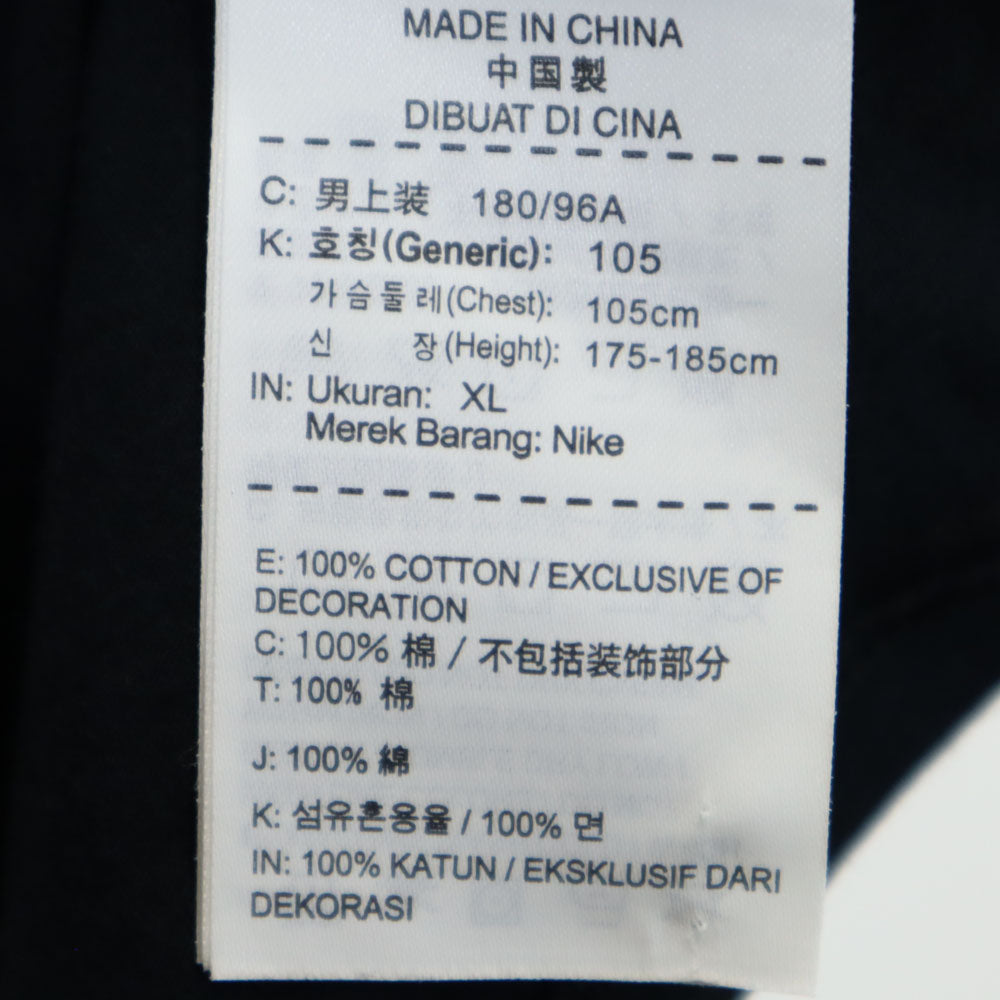 MADE IN CHINA
中国製
DIBUAT DI CINA
C: 男上装 180/96A
K: 호칭(Generic): 105
가슴둘레(Chest): 105cm
신 장(Height): 175-185cm
IN: Ukuran: XL
Merek Barang: Nike
E: 100% COTTON / EXCLUSIVE OF
DECORATION
C: 100% 棉 / 不包括装饰部分
T: 100% 棉
J: 100% 綿
K: 섬유혼용율 / 100% 면
IN: 100% KATUN / EKSKLUSIF DARI
DEKORASI